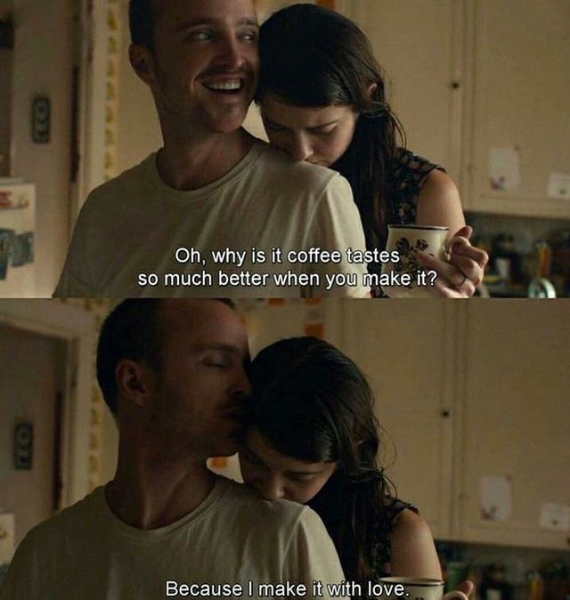 Oh, why is it coffee tastes
so much better when you make it?
Because I make it with love.